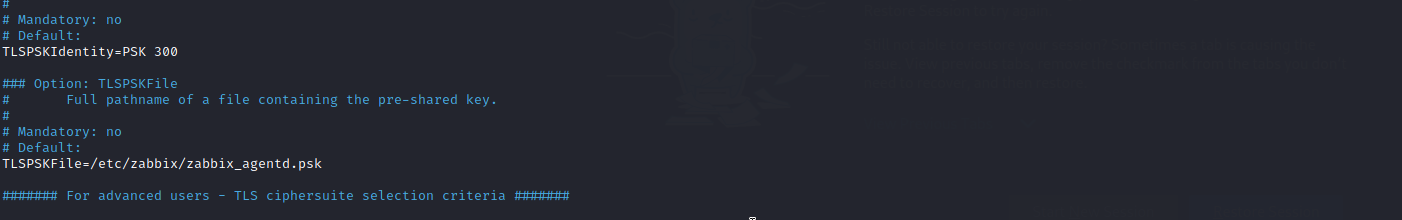 #
# Mandatory: no
# Default:
TLSPSKIdentity=PSK 300
### Option: TLSPSKFile
#       Full pathname of a file containing the pre-shared key.
#
# Mandatory: no
# Default:
TLSPSKFile=/etc/zabbix/zabbix_agentd.psk
####### For advanced users - TLS ciphersuite selection criteria #######